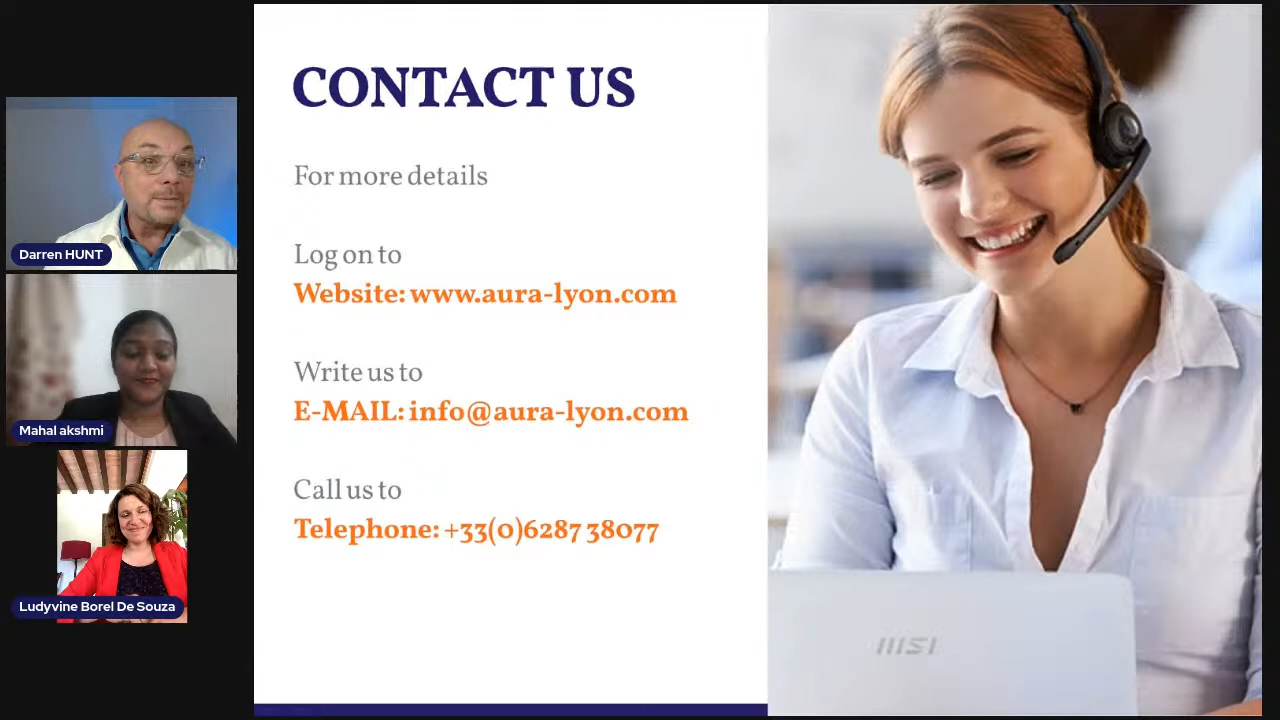 CONTACT US
For more details
Log on to
Website: www.aura-lyon.com
Write us to
E-MAIL: info@aura-lyon.com
Call us to
Telephone: +33(0)6287 38077
Darren HUNT
Mahal akshmi
Ludyvine Borel De Souza
msi